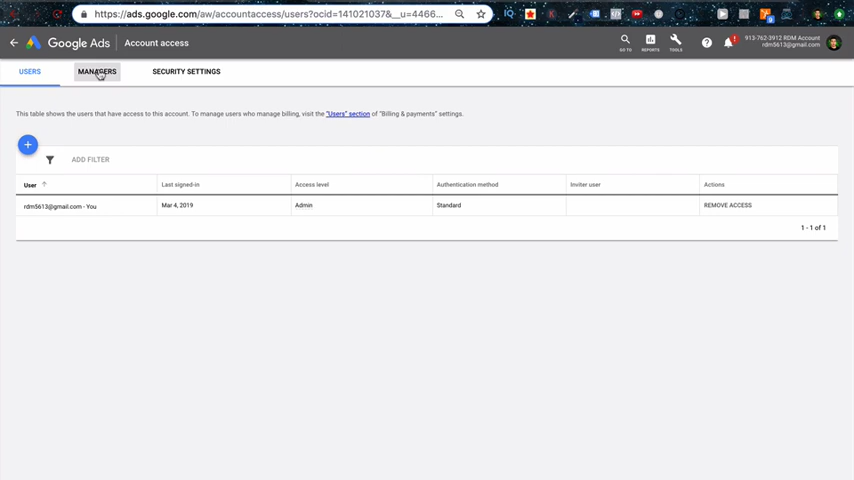 https://ads.google.com/aw/accountaccess/users?ocid=141021037&__u=4466...
Google Ads Account access
GO TO REPORTS TOOLS
913-762-3912 RDM Account
rdm5613@gmail.com
USERS MANAGERS SECURITY SETTINGS
This table shows the users that have access to this account. To manage users who manage billing, visit the "Users" section of "Billing & payments" settings.
ADD FILTER
User Last signed-in Access level Authentication method Inviter user Actions
rdm5613@gmail.com - You Mar 4, 2019 Admin Standard REMOVE ACCESS
1 - 1 of 1